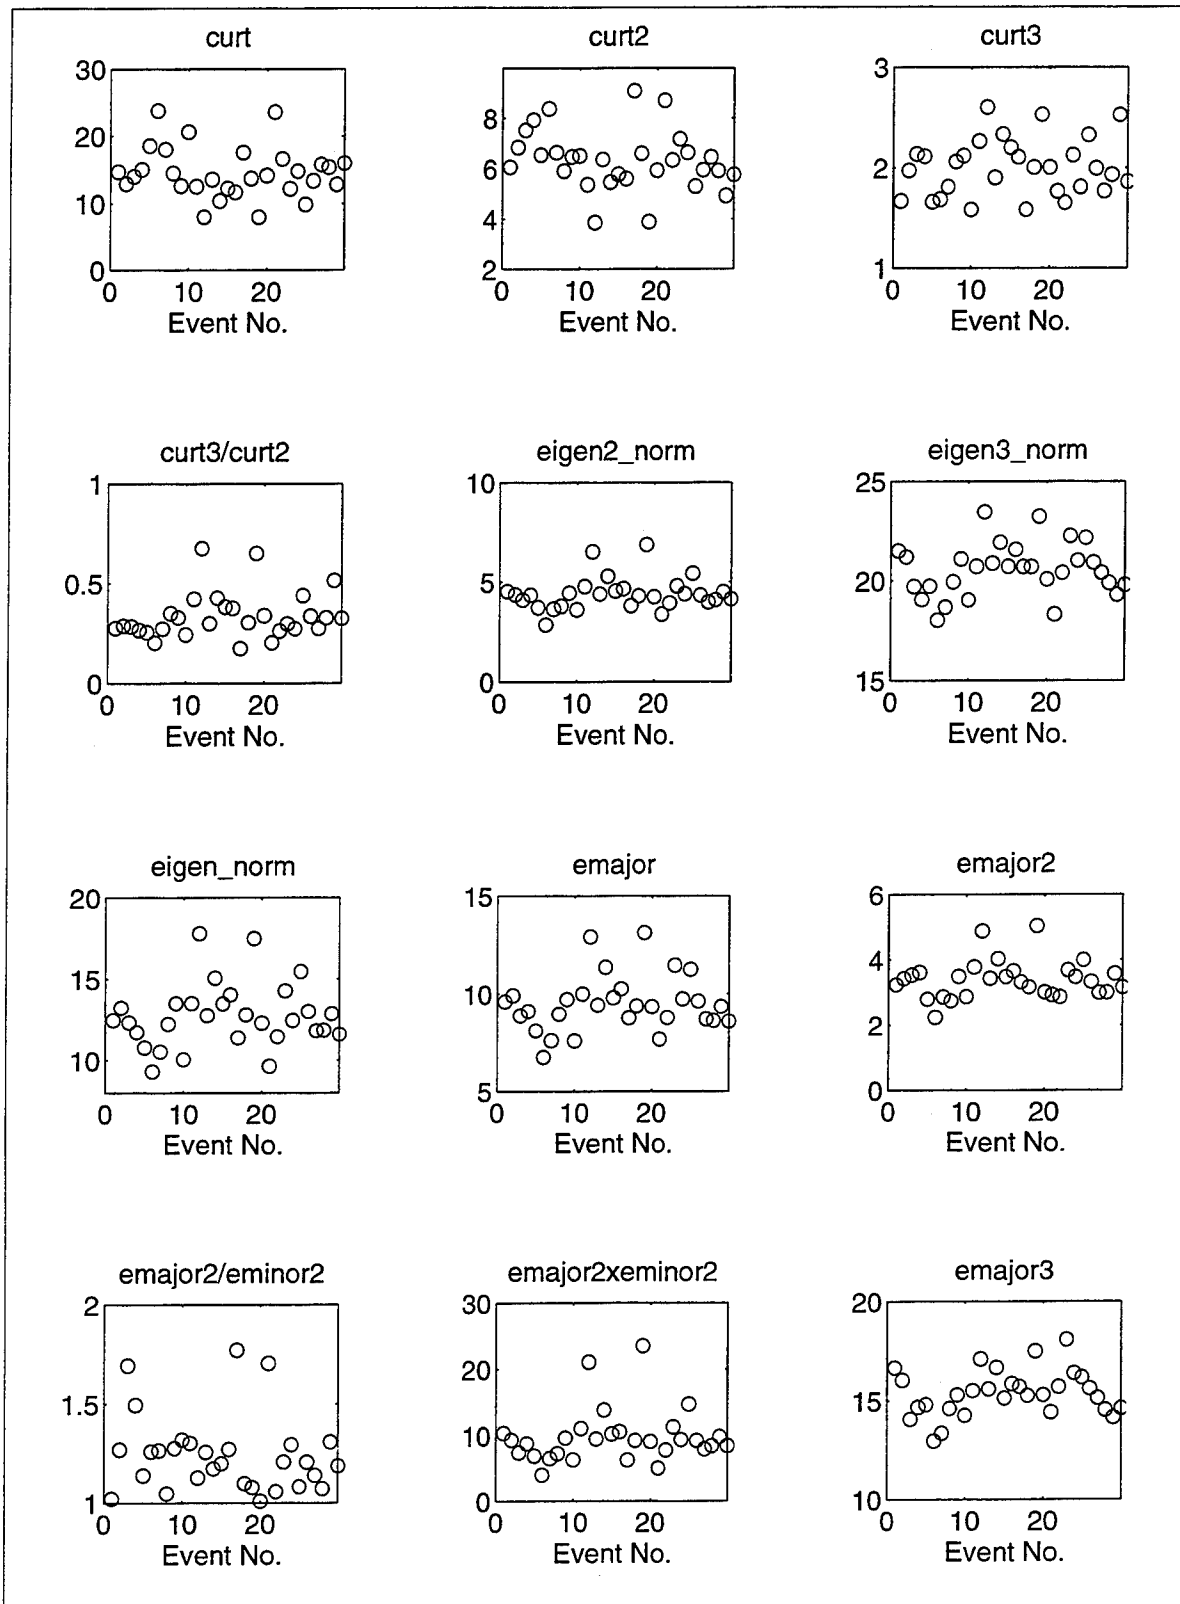 curt curt2 curt3
30
20
10
0
0 10 20
Event No.
8
6
4
2
0 10 20
Event No.
3
2
1
0 10 20
Event No.
curt3/curt2 eigen2_norm eigen3_norm
1
0.5
0
0 10 20
Event No.
10
5
0
0 10 20
Event No.
25
20
15
0 10 20
Event No.
eigen_norm emajor emajor2
20
15
10
0 10 20
Event No.
15
10
5
0 10 20
Event No.
6
4
2
0
0 10 20
Event No.
emajor2/eminor2 emajor2xeminor2 emajor3
2
1.5
1
0 10 20
Event No.
30
20
10
0
0 10 20
Event No.
20
15
10
0 10 20
Event No.